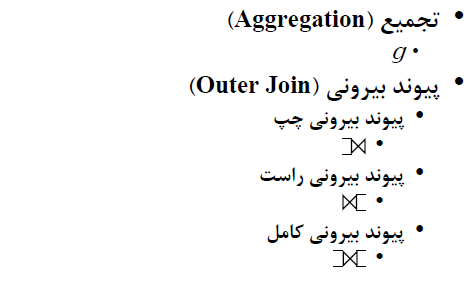 • تجمیع (Aggregation)
• g
• پیوند بیرونی (Outer Join)
• پیوند بیرونی چپ
• ⟕
• پیوند بیرونی راست
• ⟖
• پیوند بیرونی کامل
• ⟗